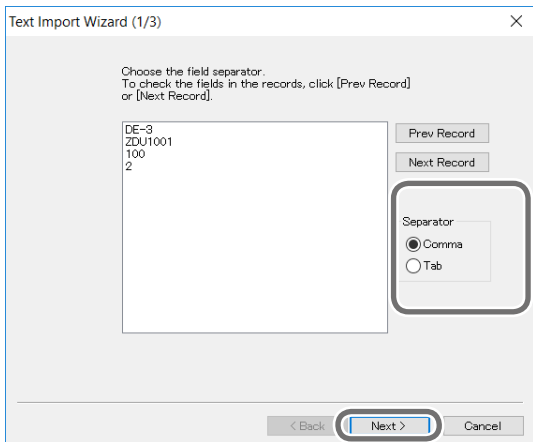 Text Import Wizard (1/3)
Choose the field separator.
To check the fields in the records, click [Prev Record]
or [Next Record].
DE-3
ZDU1001
100
2
Prev Record
Next Record
Separator
Comma
Tab
< Back
Next >
Cancel